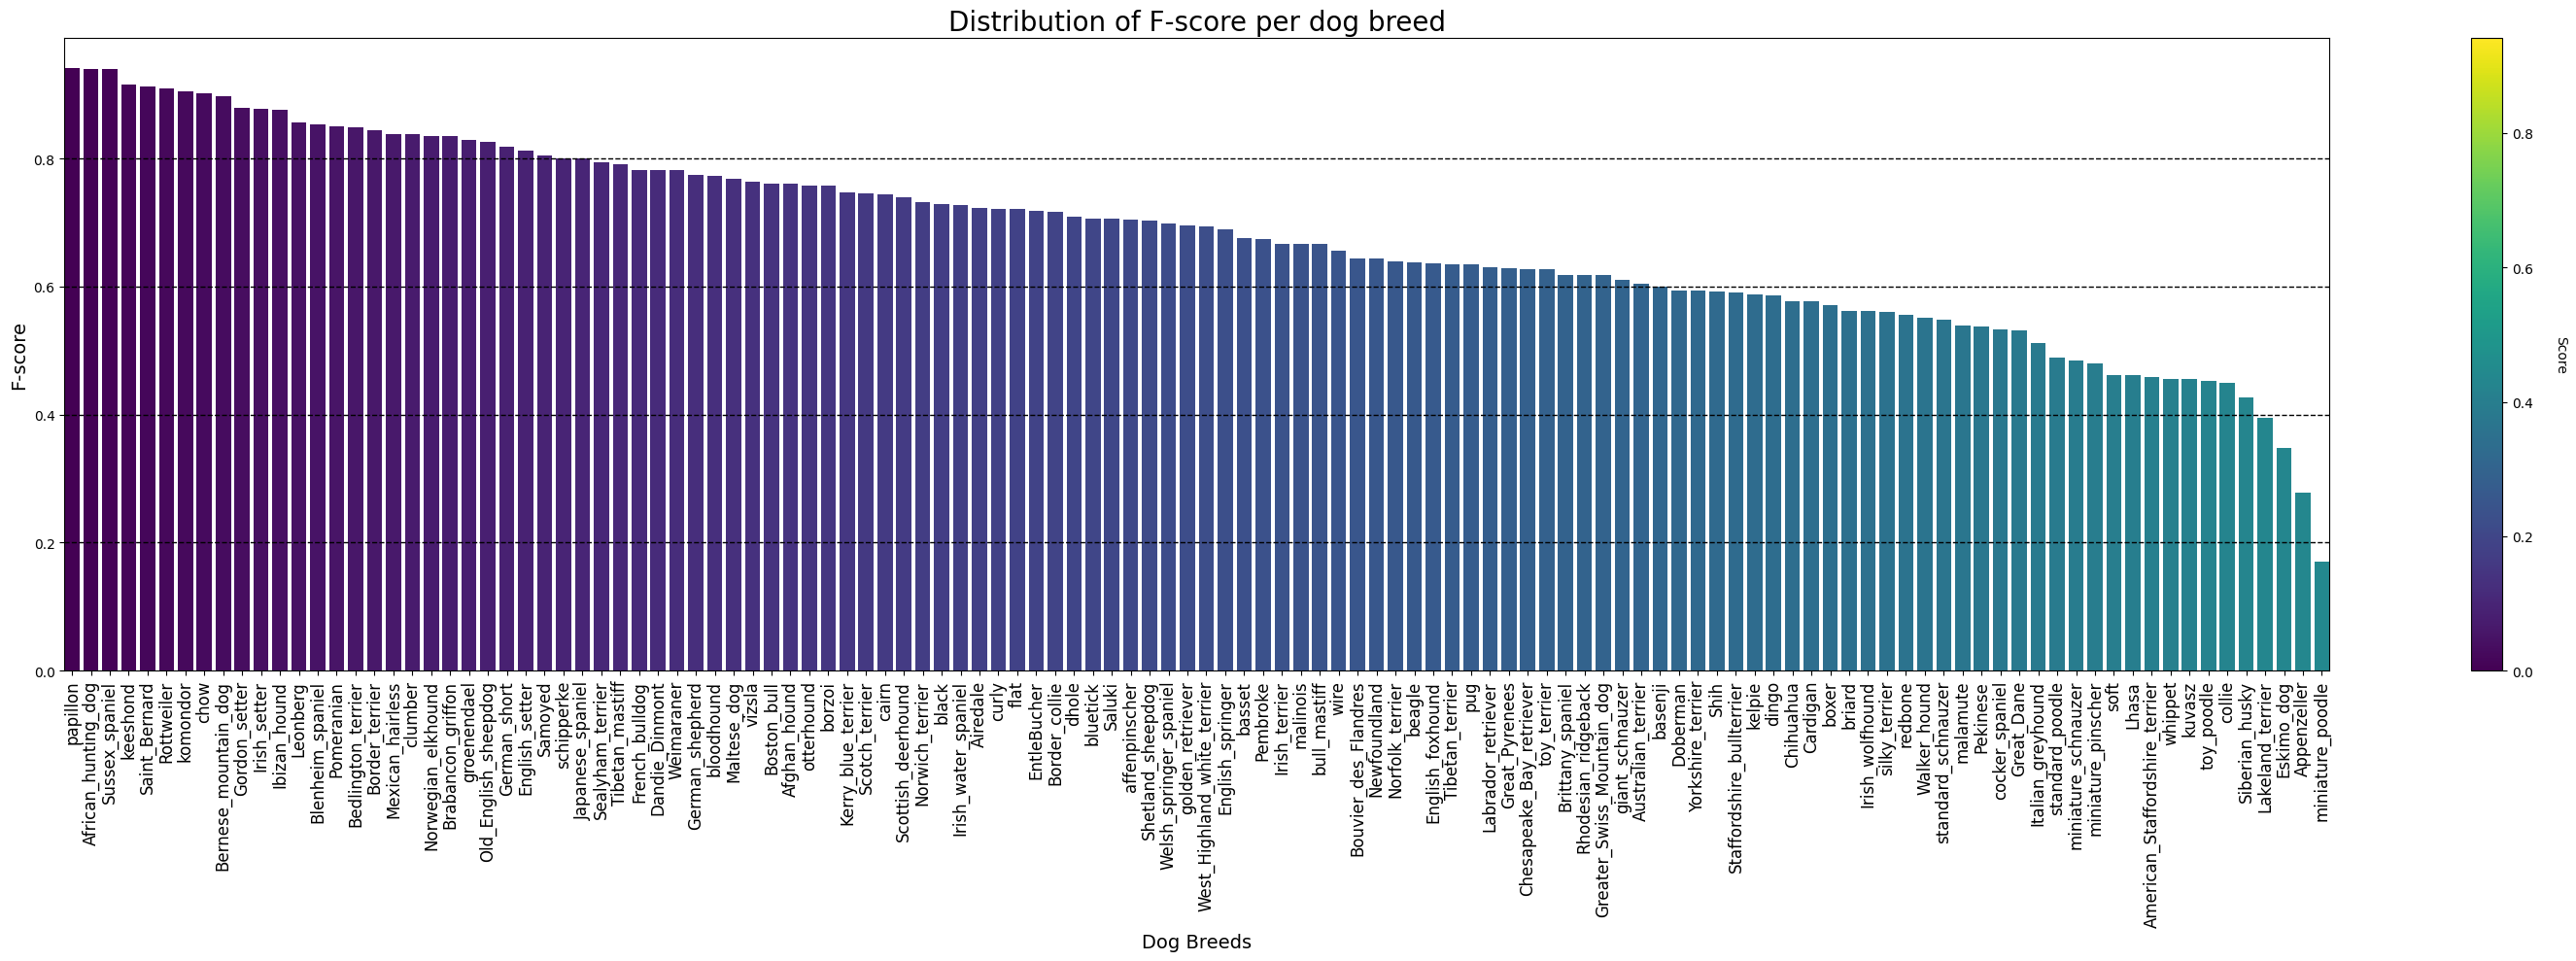 Distribution of F-score per dog breed
F-score
0.8
0.6
0.4
0.2
0.0
papillon
African_hunting_dog
Sussex_spaniel
keeshond
Saint_Bernard
Rottweiler
komondor
chow
Bernese_mountain_dog
Gordon_setter
Irish_setter
Ibizan_hound
Leonberg
Blenheim_spaniel
Pomeranian
Bedlington_terrier
Border_terrier
Mexican_hairless
clumber
Norwegian_elkhound
Brabancon_griffon
groenendael
Old_English_sheepdog
German_short
English_setter
Samoyed
schipperke
Japanese_spaniel
Sealyham_terrier
Tibetan_mastiff
French_bulldog
Dandie_Dinmont
Weimaraner
German_shepherd
bloodhound
Maltese_dog
vizsla
Boston_bull
Afghan_hound
otterhound
borzoi
Kerry_blue_terrier
Scotch_terrier
cairn
Scottish_deerhound
Norwich_terrier
black
Irish_water_spaniel
Airedale
curly
flat
EntleBucher
Border_collie
dhole
bluetick
Saluki
affenpinscher
Shetland_sheepdog
Welsh_springer_spaniel
golden_retriever
West_Highland_white_terrier
English_springer
basset
Pembroke
Irish_terrier
malinois
bull_mastiff
wire
Bouvier_des_Flandres
Newfoundland
Norfolk_terrier
beagle
English_foxhound
Tibetan_terrier
pug
Labrador_retriever
Great_Pyrenees
Chesapeake_Bay_retriever
toy_terrier
Brittany_spaniel
Rhodesian_ridgeback
Greater_Swiss_Mountain_dog
giant_schnauzer
Australian_terrier
basenji
Doberman
Yorkshire_terrier
Shih
Staffordshire_bullterrier
kelpie
dingo
Chihuahua
Cardigan
boxer
briard
Irish_wolfhound
silky_terrier
redbone
Walker_hound
standard_schnauzer
malamute
Pekinese
cocker_spaniel
Great_Dane
Italian_greyhound
standard_poodle
miniature_schnauzer
miniature_pinscher
soft
Lhasa
American_Staffordshire_terrier
whippet
kuvasz
toy_poodle
collie
Siberian_husky
Lakeland_terrier
Eskimo_dog
Appenzeller
miniature_poodle
Dog Breeds
0.8
0.6
0.4
0.2
0.0
Score